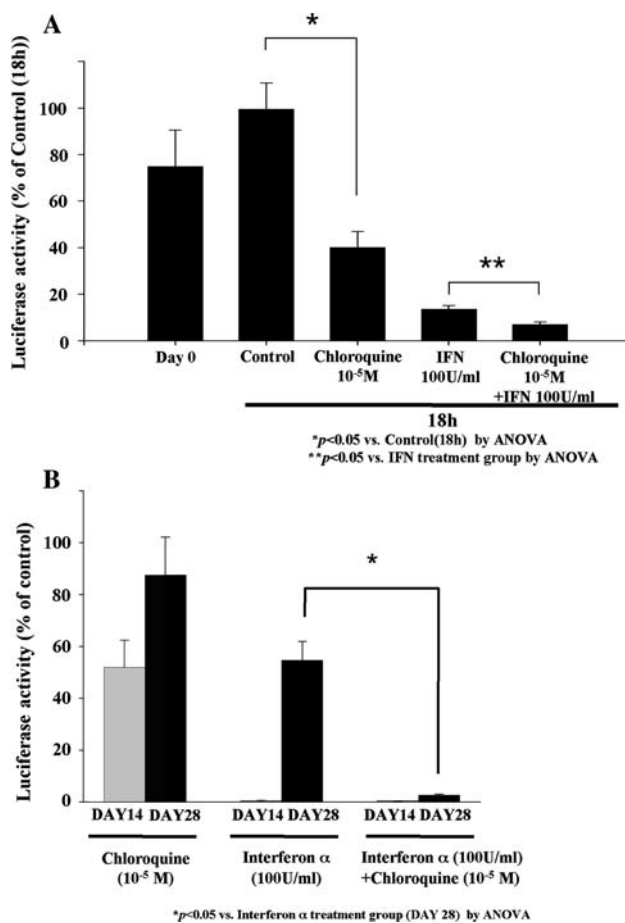 A
Luciferase activity (% of Control (18h)
*
100
80
60
40
20
0
**
Day 0 Control Chloroquine IFN Chloroquine
10⁻⁵M 100U/ml 10⁻⁵M
+IFN 100U/ml
18h
*p<0.05 vs. Control(18h) by ANOVA
**p<0.05 vs. IFN treatment group by ANOVA
B
Luciferase activity (% of control)
*
100
80
60
40
20
0
DAY14 DAY28 DAY14 DAY28 DAY14 DAY28
Chloroquine Interferon α Interferon α (100U/ml)
(10⁻⁵ M) (100U/ml) +Chloroquine (10⁻⁵ M)
*p<0.05 vs. Interferon α treatment group (DAY 28) by ANOVA